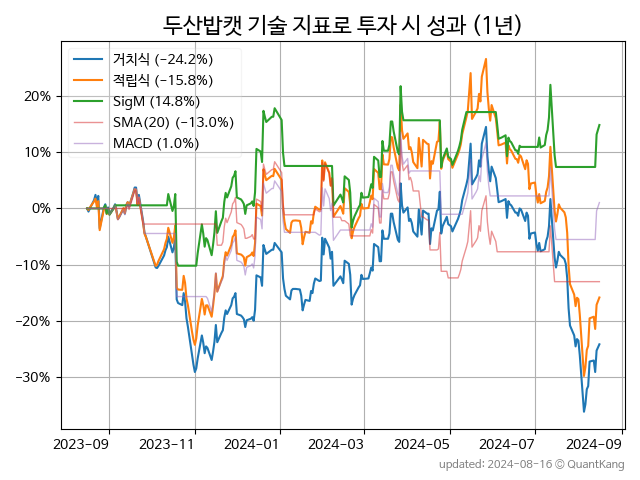 두산밥캣 기술 지표로 투자 시 성과 (1년)
거치식 (-24.2%)
적립식 (-15.8%)
SigM (14.8%)
SMA(20) (-13.0%)
MACD (1.0%)
20%
10%
0%
-10%
-20%
-30%
2023-09 2023-11 2024-01 2024-03 2024-05 2024-07 2024-09
updated: 2024-08-16 © QuantKang